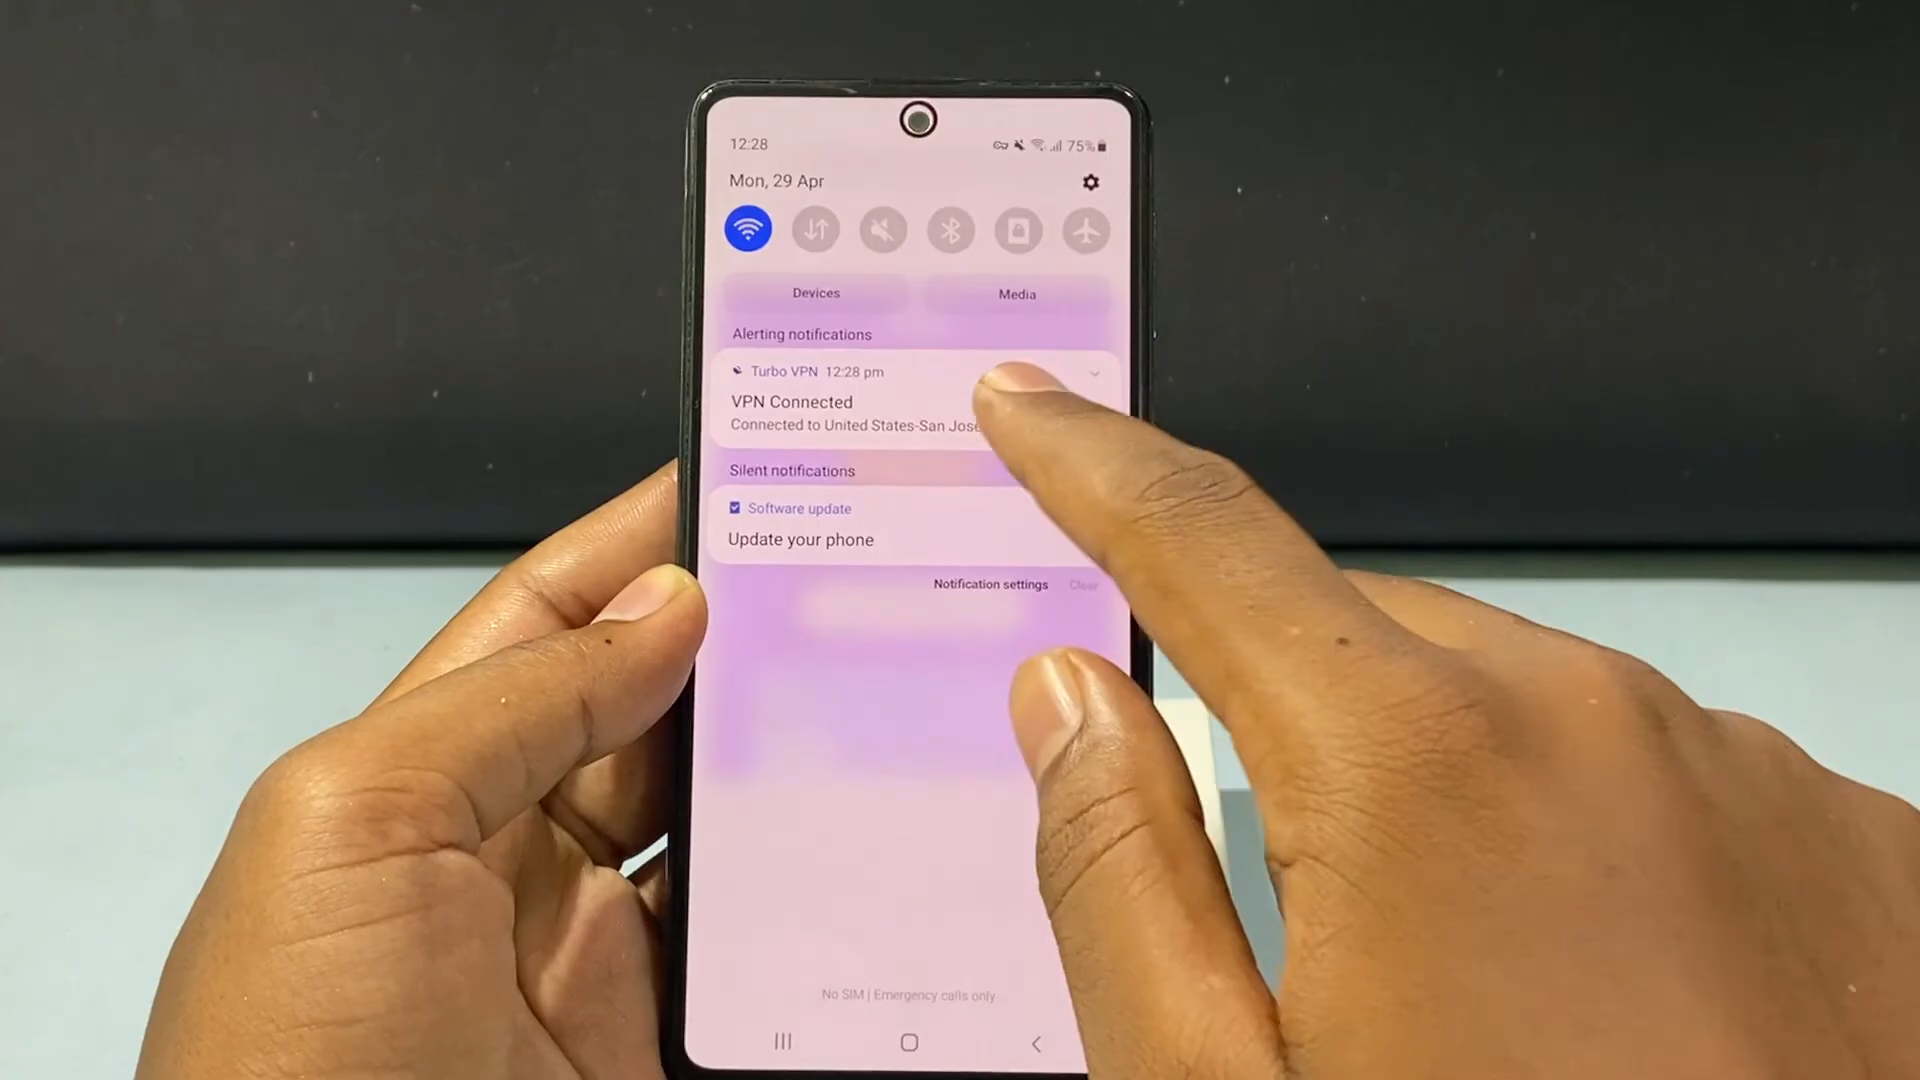 12:28
75%
Mon, 29 Apr
Devices
Media
Alerting notifications
Turbo VPN 12:28 pm
VPN Connected
Connected to United States-San Jose
Silent notifications
Software update
Update your phone
Notification settings
Clear
No SIM | Emergency calls only